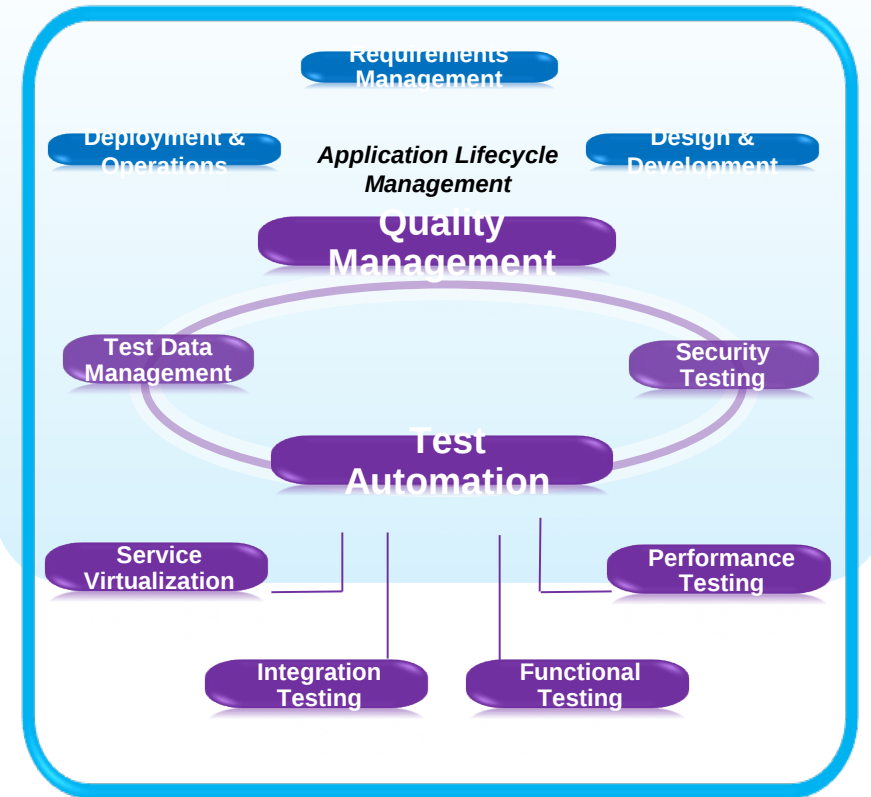 Requirements
Management
Deployment &
Operations
Application Lifecycle
Management
Design &
Development
Quality
Management
Test Data
Management
Security
Testing
Test
Automation
Service
Virtualization
Performance
Testing
Integration
Testing
Functional
Testing